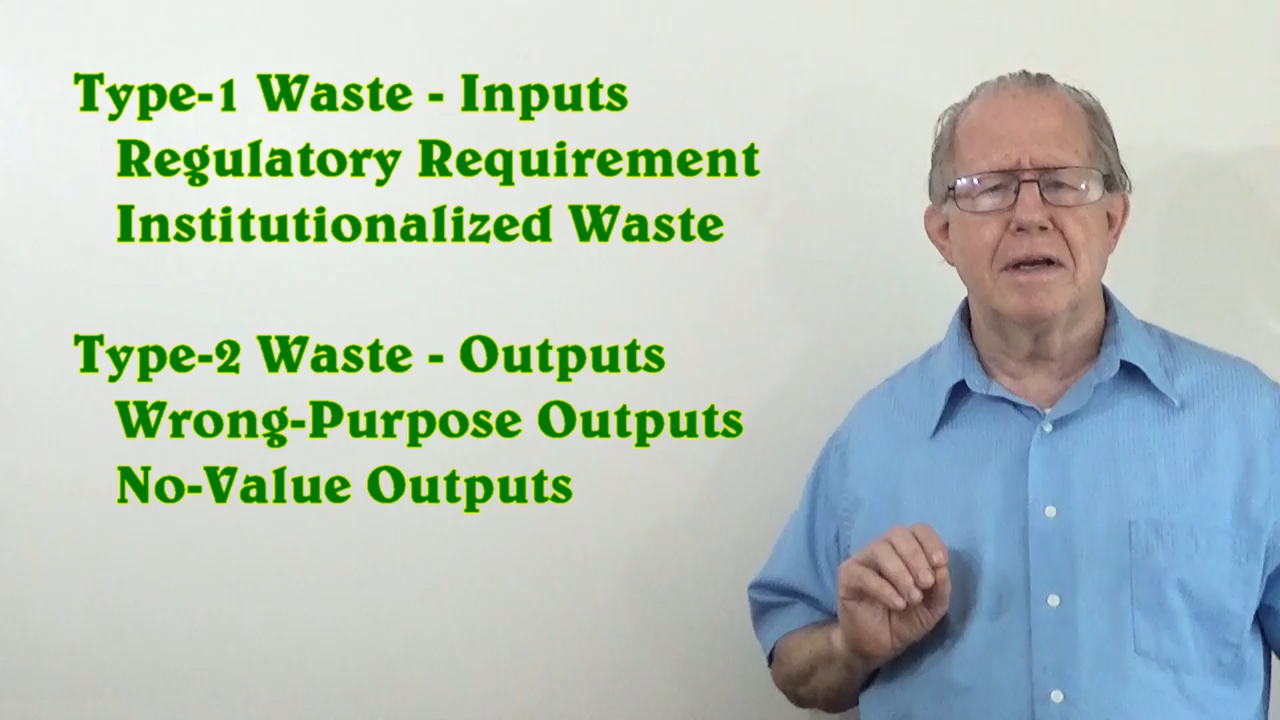 Type-1 Waste - Inputs
Regulatory Requirement
Institutionalized Waste
Type-2 Waste - Outputs
Wrong-Purpose Outputs
No-Value Outputs